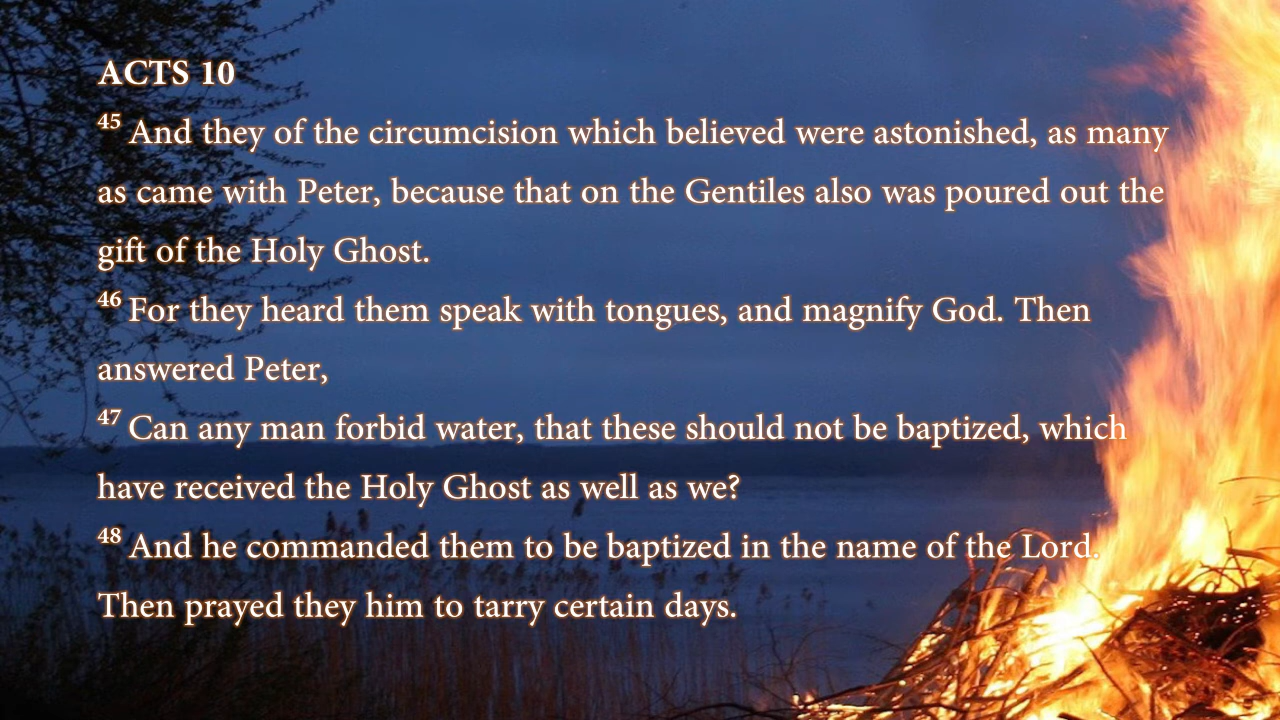 ACTS 10
45 And they of the circumcision which believed were astonished, as many
as came with Peter, because that on the Gentiles also was poured out the
gift of the Holy Ghost.
46 For they heard them speak with tongues, and magnify God. Then
answered Peter,
47 Can any man forbid water, that these should not be baptized, which
have received the Holy Ghost as well as we?
48 And he commanded them to be baptized in the name of the Lord.
Then prayed they him to tarry certain days.